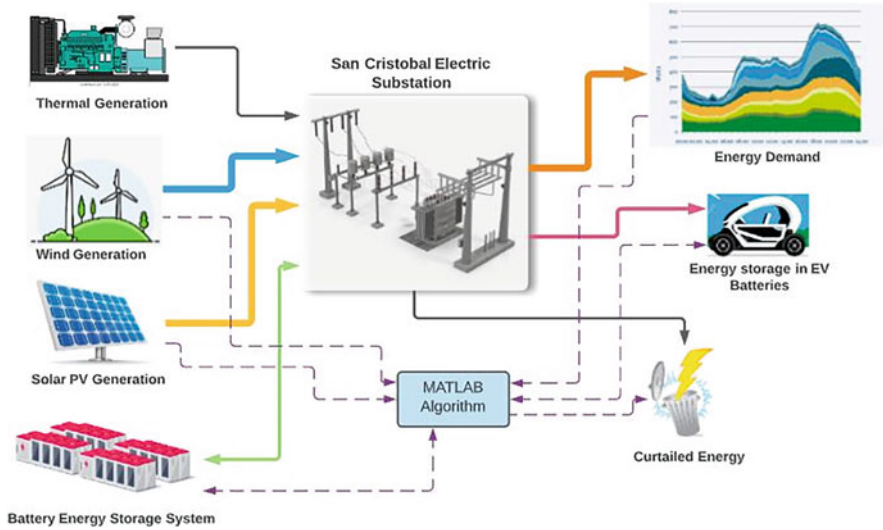 San Cristobal Electric
Substation
Thermal Generation
Energy Demand
Wind Generation
Energy storage in EV
Batteries
Solar PV Generation
MATLAB
Algorithm
Curtailed Energy
Battery Energy Storage System